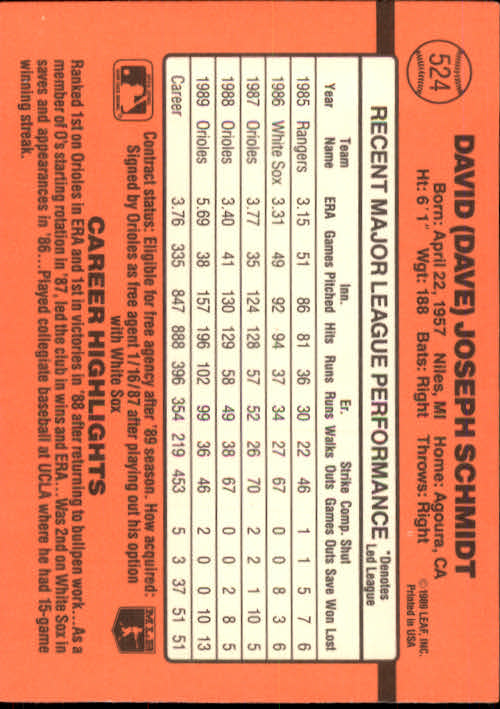 524
DAVID (DAVE) JOSEPH SCHMIDT
Born: April 22, 1957 Niles, MI Home: Agoura, CA
Ht: 6'1" Wgt: 188 Bats: Right Throws: Right
©1989 LEAF, INC.
Printed in USA
RECENT MAJOR LEAGUE PERFORMANCE *Denotes Led League
Team Inn. Er. Strike Comp. Shut
Year Name ERA Games Pitched Hits Runs Runs Walks Outs Games Outs Save Won Lost
1985 Rangers 3.15 51 86 81 36 30 22 46 1 1 5 7 6
1986 White Sox 3.31 49 92 94 37 34 27 67 0 0 8 3 6
1987 Orioles 3.77 35 124 128 57 52 26 70 2 2 1 10 5
1988 Orioles 3.40 41 130 129 58 49 38 67 0 0 2 8 5
1989 Orioles 5.69 38 157 196 102 99 36 46 2 0 0 10 13
Career 3.76 335 847 888 396 354 219 453 5 3 37 51 51
Contract status: Eligible for free agency after '89 season. How acquired:
Signed by Orioles as free agent 1/16/87 after playing out his option
with White Sox
MLB
CAREER HIGHLIGHTS
Ranked 1st on Orioles in ERA and 1st in victories in '88 after returning to bullpen work...As a
member of O's starting rotation in '87, led the club in wins and ERA...Was 2nd on White Sox in
saves and appearances in '86...Played collegiate baseball at UCLA where he had 15-game
winning streak.